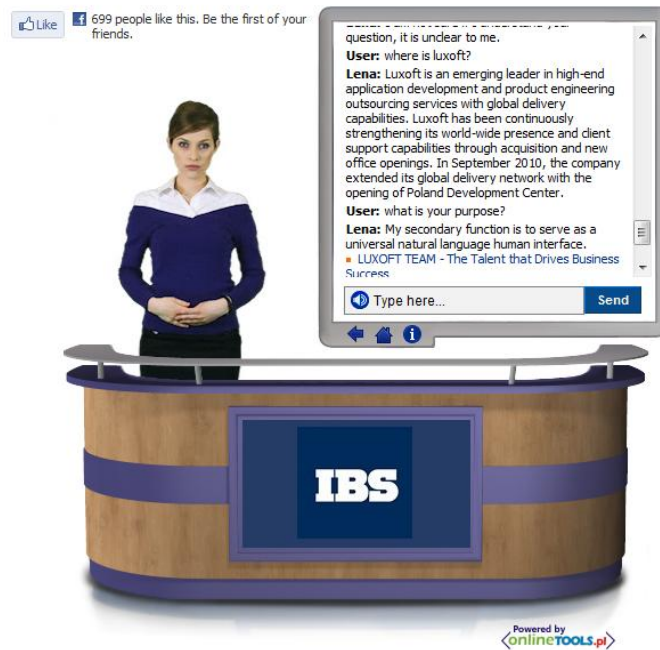 Like
699 people like this. Be the first of your
friends.
question, it is unclear to me.
User: where is luxoft?
Lena: Luxoft is an emerging leader in high-end
application development and product engineering
outsourcing services with global delivery
capabilities. Luxoft has been continuously
strengthening its world-wide presence and client
support capabilities through acquisition and new
office openings. In September 2010, the company
extended its global delivery network with the
opening of Poland Development Center.
User: what is your purpose?
Lena: My secondary function is to serve as a
universal natural language human interface.
LUXOFT TEAM - The Talent that Drives Business
Success
Type here...
Send
IBS
Powered by
onlineTOOLS.pl